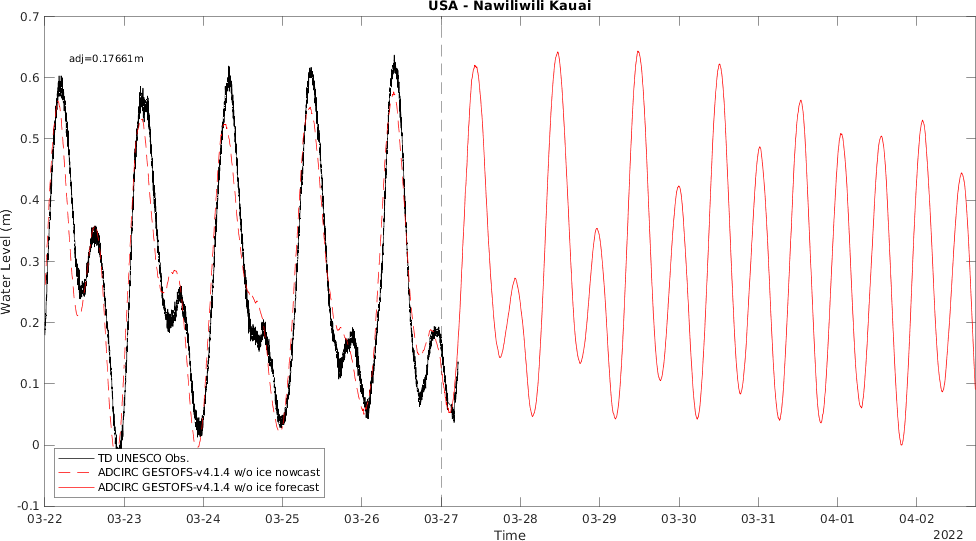 USA - Nawiliwili Kauai
adj=0.17661m
0.7
0.6
0.5
0.4
0.3
0.2
0.1
0
-0.1
Water Level (m)
TD UNESCO Obs.
ADCIRC GESTOFS-v4.1.4 w/o ice nowcast
ADCIRC GESTOFS-v4.1.4 w/o ice forecast
03-22 03-23 03-24 03-25 03-26 03-27 03-28 03-29 03-30 03-31 04-01 04-02
Time
2022